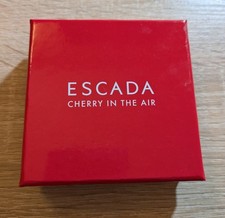 ESCADA
CHERRY IN THE AIR